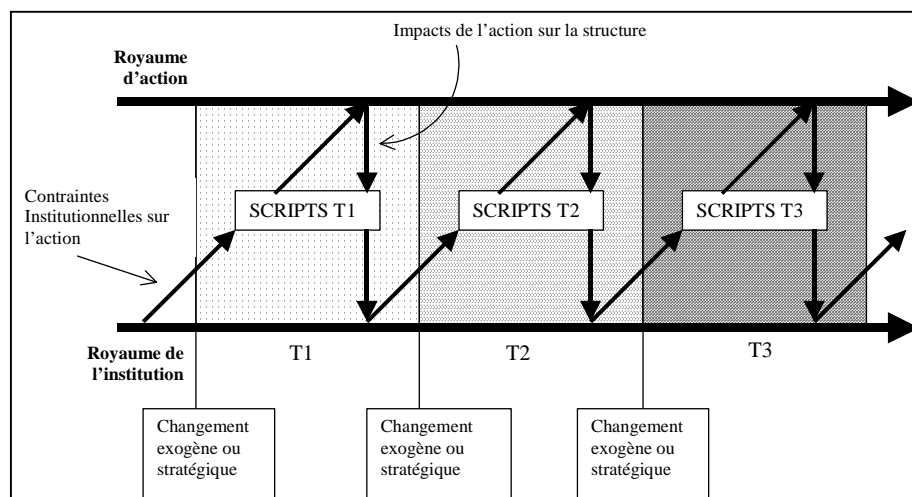 Impacts de l'action sur la structure
Royaume
d'action
Contraintes
Institutionnelles sur
l'action
SCRIPTS T1
SCRIPTS T2
SCRIPTS T3
Royaume de
l'institution
T1
T2
T3
Changement
exogène ou
stratégique
Changement
exogène ou
stratégique
Changement
exogène ou
stratégique